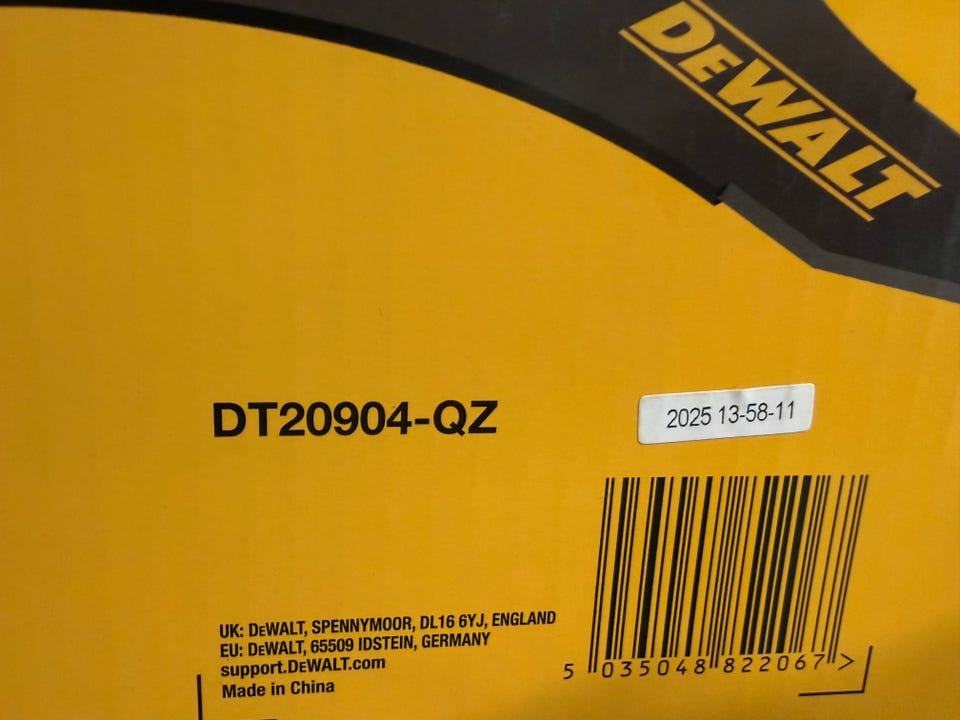 DEWALT
DT20904-QZ
2025 13-58-11
UK: DEWALT, SPENNYMOOR, DL16 6YJ, ENGLAND
EU: DEWALT, 65509 IDSTEIN, GERMANY
support.DEWALT.com
Made in China
5 035048 822067 >